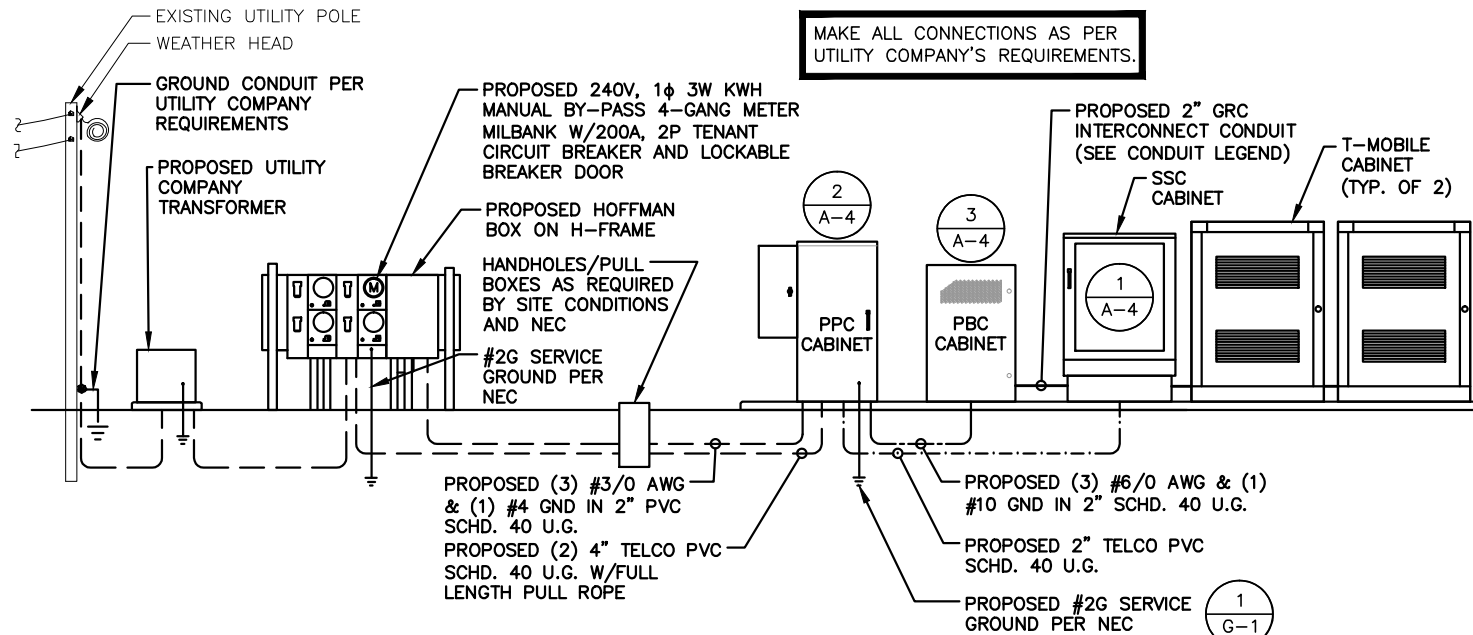 EXISTING UTILITY POLE
WEATHER HEAD
GROUND CONDUIT PER
UTILITY COMPANY
REQUIREMENTS
PROPOSED UTILITY
COMPANY
TRANSFORMER
PROPOSED 240V, 1ϕ 3W KWH
MANUAL BY-PASS 4-GANG METER
MILBANK W/200A, 2P TENANT
CIRCUIT BREAKER AND LOCKABLE
BREAKER DOOR
PROPOSED HOFFMAN
BOX ON H-FRAME
HANDHOLES/PULL
BOXES AS REQUIRED
BY SITE CONDITIONS
AND NEC
#2G SERVICE
GROUND PER
NEC
M
MAKE ALL CONNECTIONS AS PER
UTILITY COMPANY'S REQUIREMENTS.
PROPOSED 2" GRC
INTERCONNECT CONDUIT
(SEE CONDUIT LEGEND)
T-MOBILE
CABINET
(TYP. OF 2)
SSC
CABINET
2
A-4
3
A-4
1
A-4
PPC
CABINET
PBC
CABINET
PROPOSED (3) #3/0 AWG
& (1) #4 GND IN 2" PVC
SCHD. 40 U.G.
PROPOSED (2) 4" TELCO PVC
SCHD. 40 U.G. W/FULL
LENGTH PULL ROPE
PROPOSED (3) #6/0 AWG & (1)
#10 GND IN 2" SCHD. 40 U.G.
PROPOSED 2" TELCO PVC
SCHD. 40 U.G.
PROPOSED #2G SERVICE
GROUND PER NEC
1
G-1